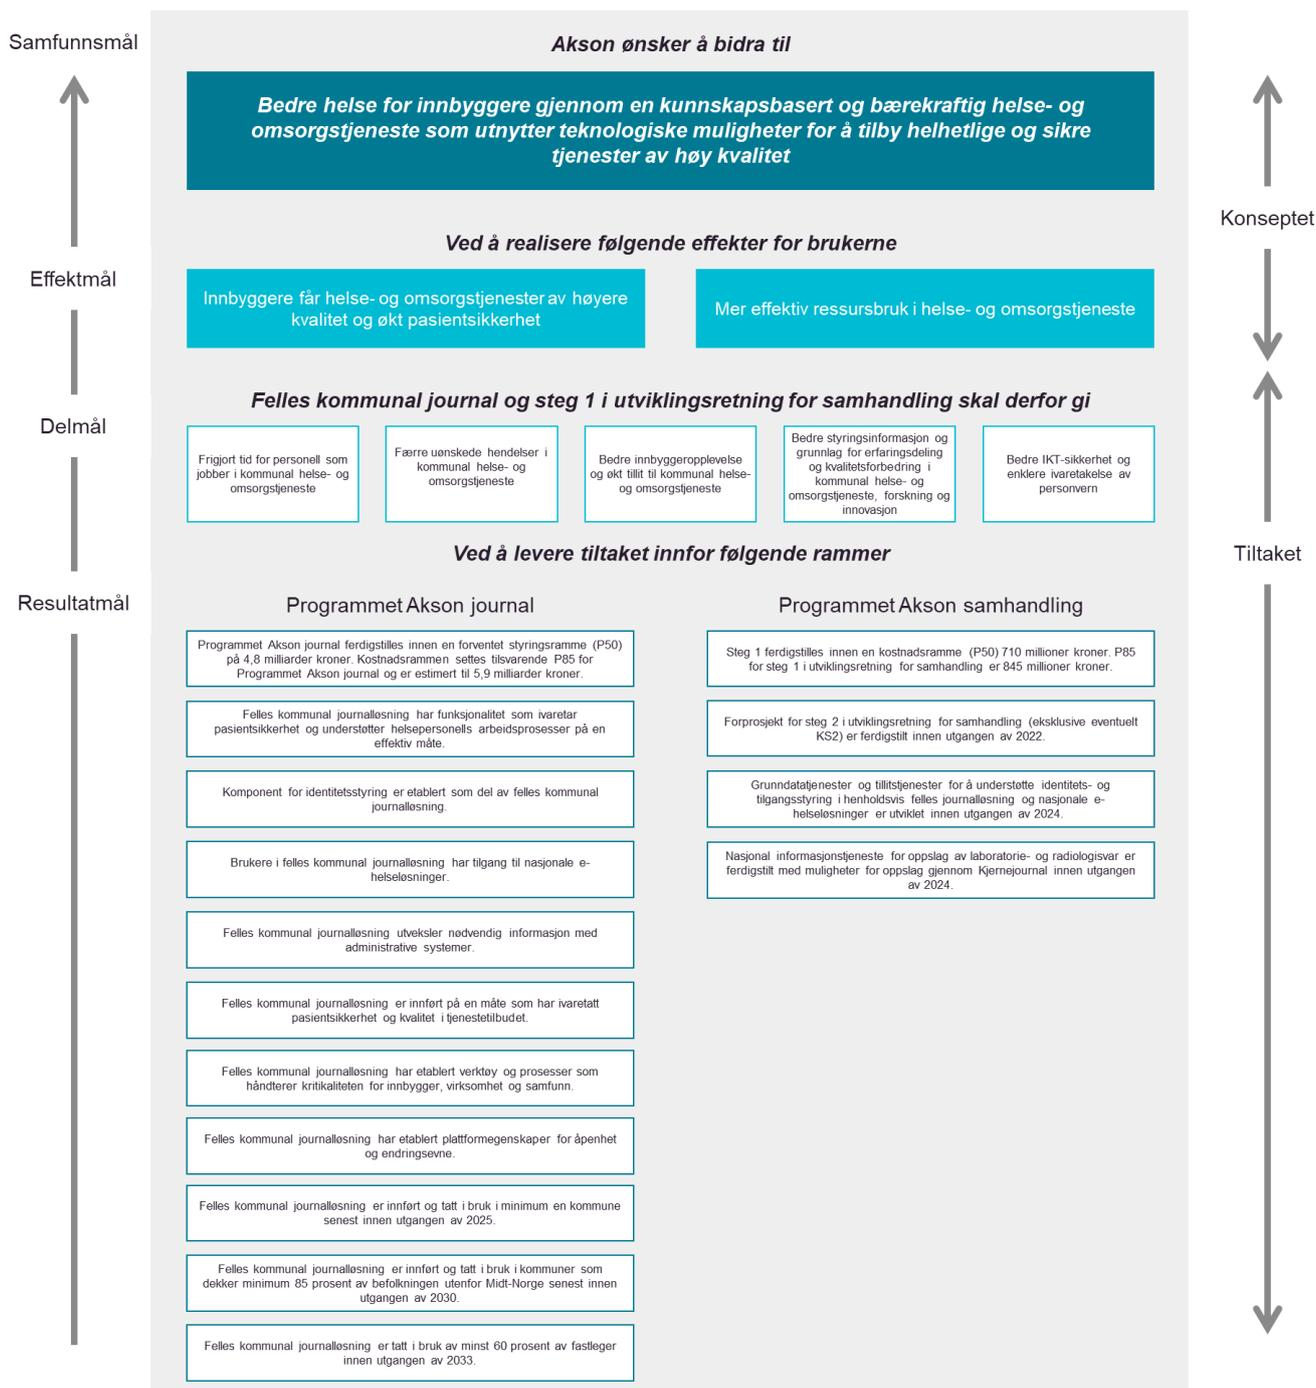 Samfunnsmål
Akson ønsker å bidra til
Bedre helse for innbyggere gjennom en kunnskapsbasert og bærekraftig helse- og
omsorgstjeneste som utnytter teknologiske muligheter for å tilby helhetlige og sikre
tjenester av høy kvalitet
Konseptet
Ved å realisere følgende effekter for brukerne
Effektmål
Innbyggere får helse- og omsorgstjenester av høyere
kvalitet og økt pasientsikkerhet
Mer effektiv ressursbruk i helse- og omsorgstjeneste
Felles kommunal journal og steg 1 i utviklingsretning for samhandling skal derfor gi
Delmål
Frigjort tid for personell som
jobber i kommunal helse- og
omsorgstjeneste
Færre uønskede hendelser i
kommunal helse- og
omsorgstjeneste
Bedre innbyggeropplevelse
og økt tillit til kommunal helse-
og omsorgstjeneste
Bedre styringsinformasjon og
grunnlag for erfaringsdeling
og kvalitetsforbedring i
kommunal helse- og
omsorgstjeneste, forskning og
innovasjon
Bedre IKT-sikkerhet og
enklere ivaretakelse av
personvern
Ved å levere tiltaket innfor følgende rammer
Tiltaket
Resultatmål
Programmet Akson journal
Programmet Akson journal ferdigstilles innen en forventet styringsramme (P50)
på 4,8 milliarder kroner. Kostnadsrammen settes tilsvarende P85 for
Programmet Akson journal og er estimert til 5,9 milliarder kroner.
Felles kommunal journalløsning har funksjonalitet som ivaretar
pasientsikkerhet og understøtter helsepersonells arbeidsprosesser på en
effektiv måte.
Komponent for identitetsstyring er etablert som del av felles kommunal
journalløsning.
Brukere i felles kommunal journalløsning har tilgang til nasjonale e-
helseløsninger.
Felles kommunal journalløsning utveksler nødvendig informasjon med
administrative systemer.
Felles kommunal journalløsning er innført på en måte som har ivaretatt
pasientsikkerhet og kvalitet i tjenestetilbudet.
Felles kommunal journalløsning har etablert verktøy og prosesser som
håndterer kritikaliteten for innbygger, virksomhet og samfunn.
Felles kommunal journalløsning har etablert plattformegenskaper for åpenhet
og endringsevne.
Felles kommunal journalløsning er innført og tatt i bruk i minimum en kommune
senest innen utgangen av 2025.
Felles kommunal journalløsning er innført og tatt i bruk i kommuner som
dekker minimum 85 prosent av befolkningen utenfor Midt-Norge senest innen
utgangen av 2030.
Felles kommunal journalløsning er tatt i bruk av minst 60 prosent av fastleger
innen utgangen av 2033.
Programmet Akson samhandling
Steg 1 ferdigstilles innen en kostnadsramme (P50) 710 millioner kroner. P85
for steg 1 i utviklingsretning for samhandling er 845 millioner kroner.
Forprosjekt for steg 2 i utviklingsretning for samhandling (eksklusive eventuelt
KS2) er ferdigstilt innen utgangen av 2022.
Grunndatatjenester og tillitstjenester for å understøtte identitets- og
tilgangsstyring i henholdsvis felles journalløsning og nasjonale e-
helseløsninger er utviklet innen utgangen av 2024.
Nasjonal informasjonstjeneste for oppslag av laboratorie- og radiologisvar er
ferdigstilt med muligheter for oppslag gjennom Kjernejournal innen utgangen
av 2024.